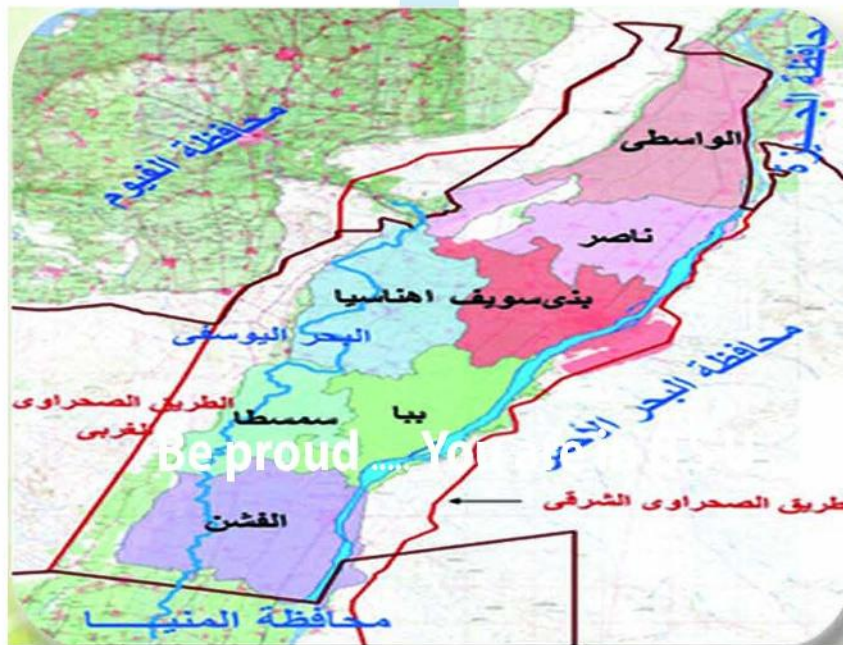 محافظة الجيزة
محافظة الفيوم
الواسطى
ناصر
بنى سويف
اهناسيا
البحر اليوسفى
محافظة البحر الأحمر
الطريق الصحراوى
الغربى
سمسطا
ببا
Be proud ..... You
طريق الصحراوى الشرقى
الفشن
محافظة المنيــا